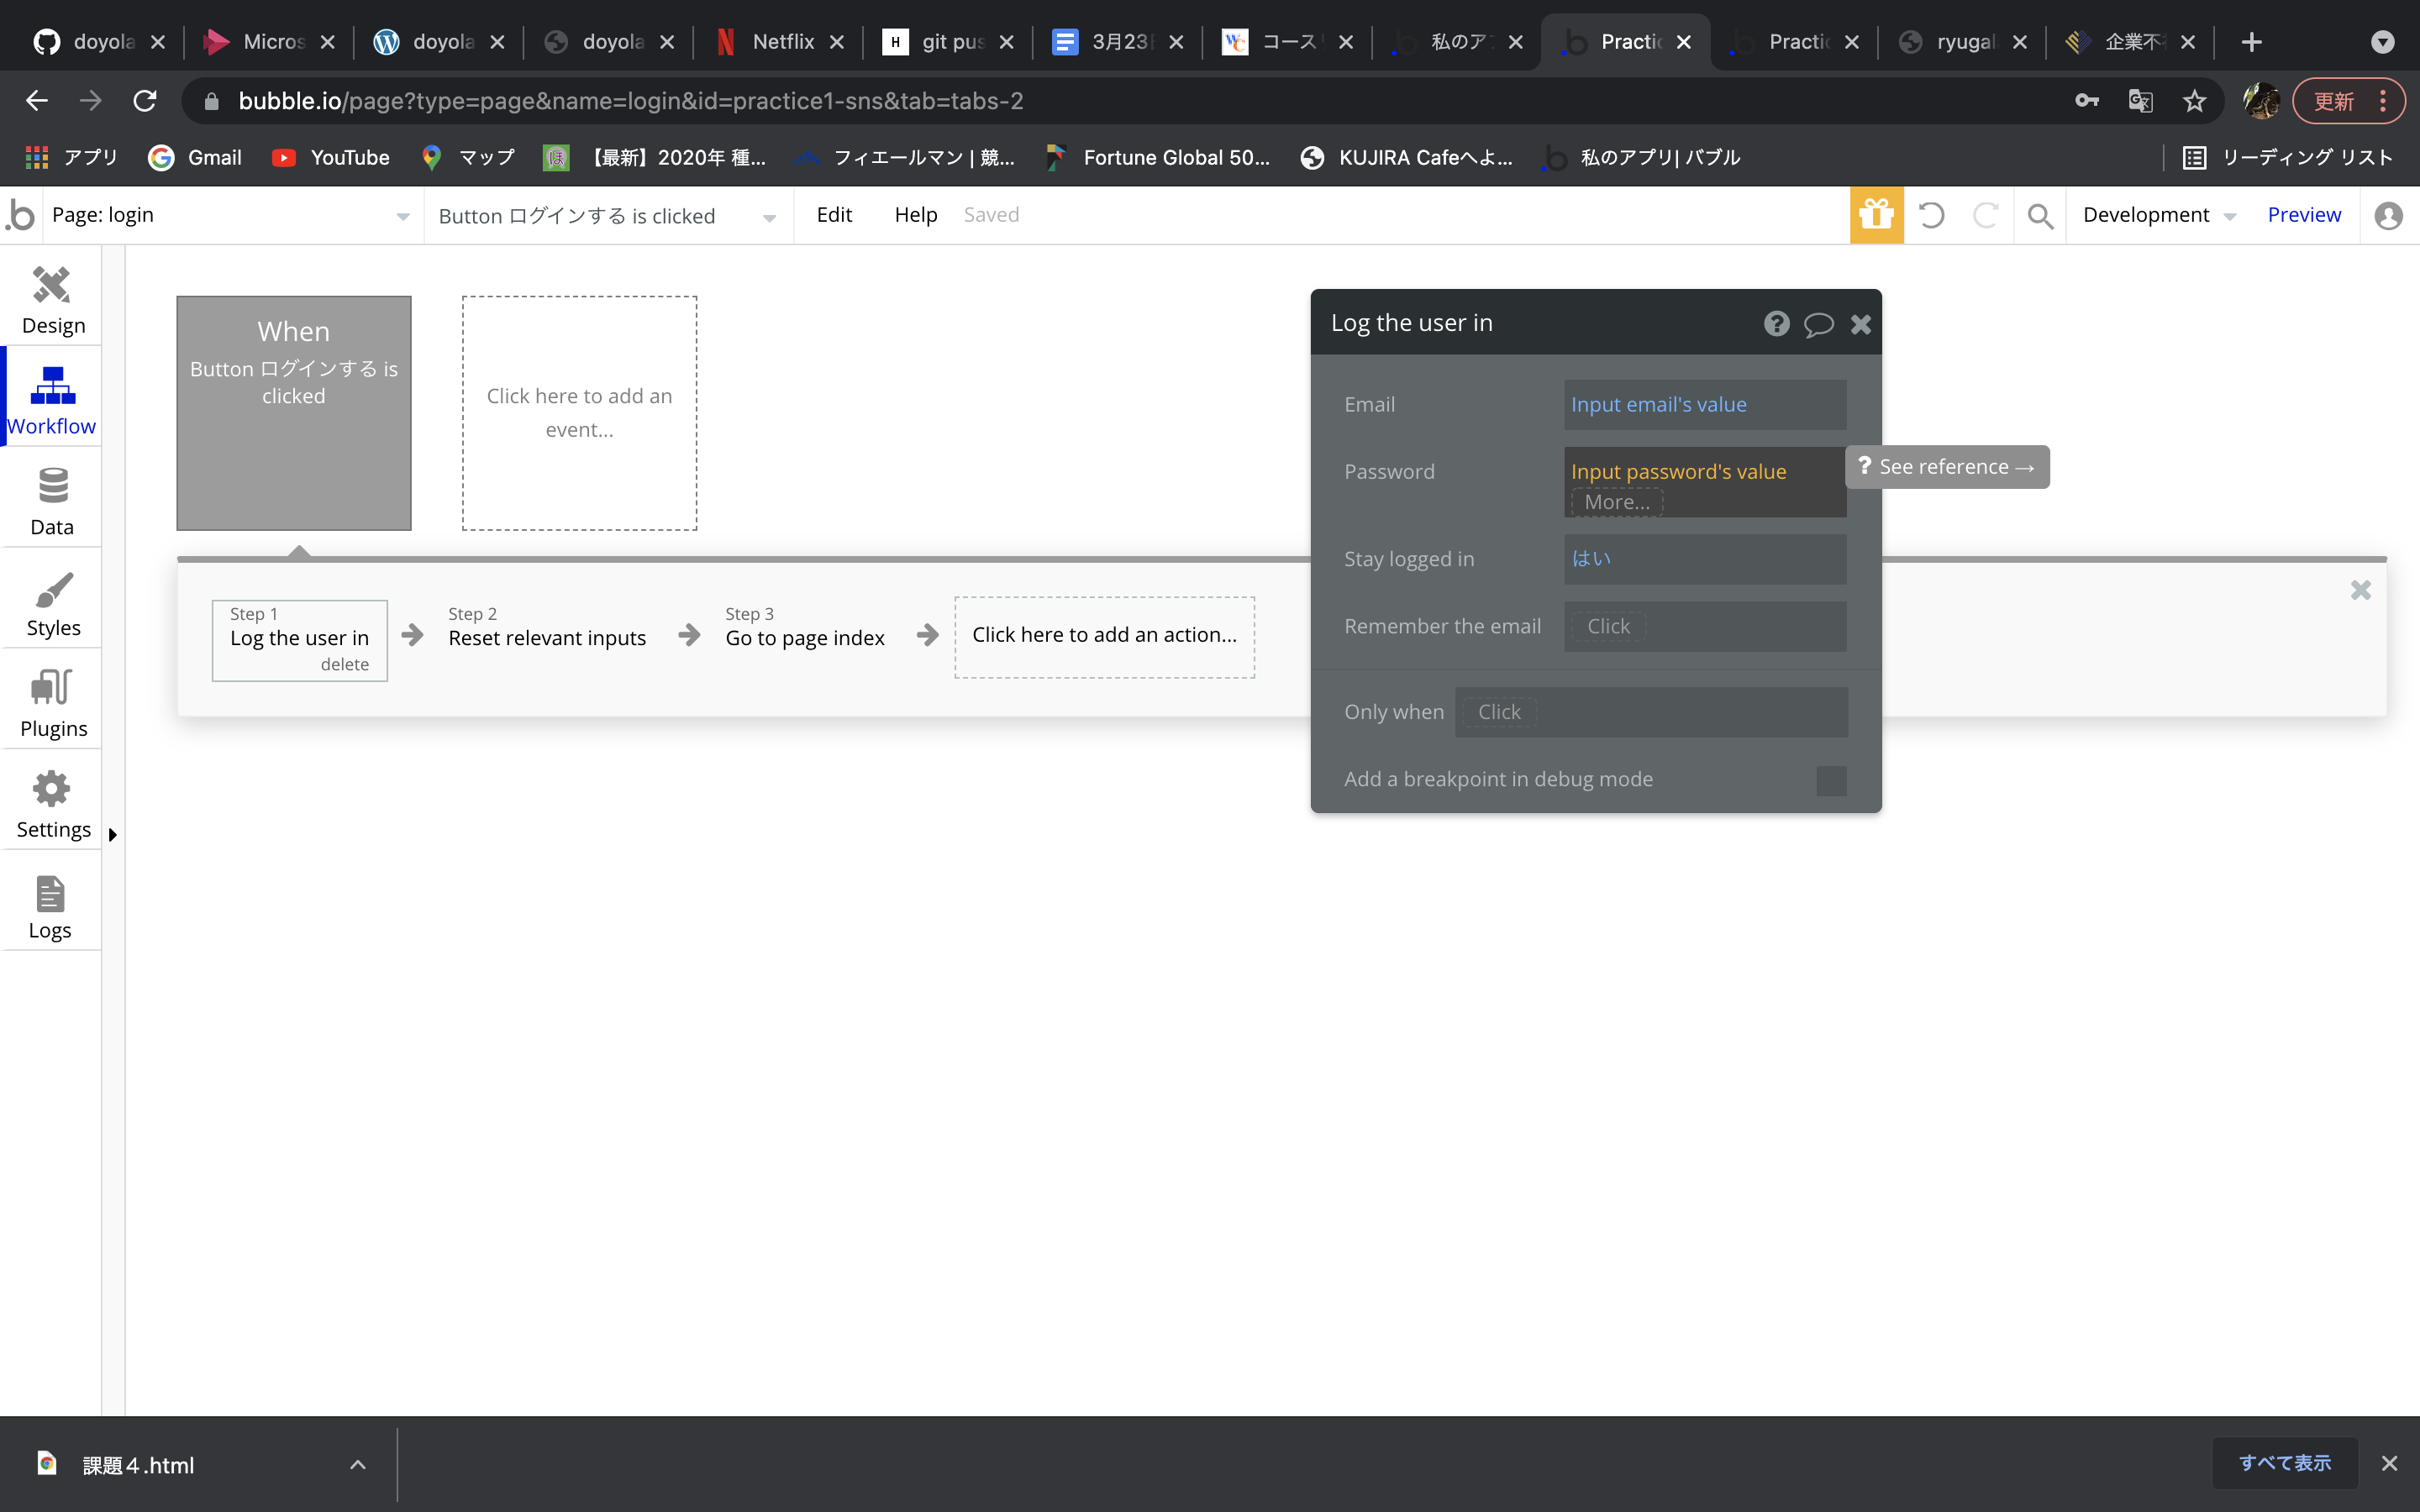 doyola
Micros
doyola
doyola
Netflix
git pus
3月23日
コース
私のア
Practic
Practic
ryugal
企業不
bubble.io/page?type=page&name=login&id=practice1-sns&tab=tabs-2
更新
アプリ
Gmail
YouTube
マップ
【最新】2020年 種...
フィエールマン | 競...
Fortune Global 50...
KUJIRA Cafeへよ...
私のアプリ| バブル
リーディング リスト
Page: login
Button ログインする is clicked
Edit
Help
Saved
Development
Preview
Design
Workflow
Data
Styles
Plugins
Settings
Logs
When
Button ログインする is
clicked
Click here to add an
event...
Step 1
Log the user in
delete
Step 2
Reset relevant inputs
Step 3
Go to page index
Click here to add an action...
Log the user in
Email
Input email's value
Password
Input password's value
More...
? See reference →
Stay logged in
はい
Remember the email
Click
Only when
Click
Add a breakpoint in debug mode
課題４.html
すべて表示